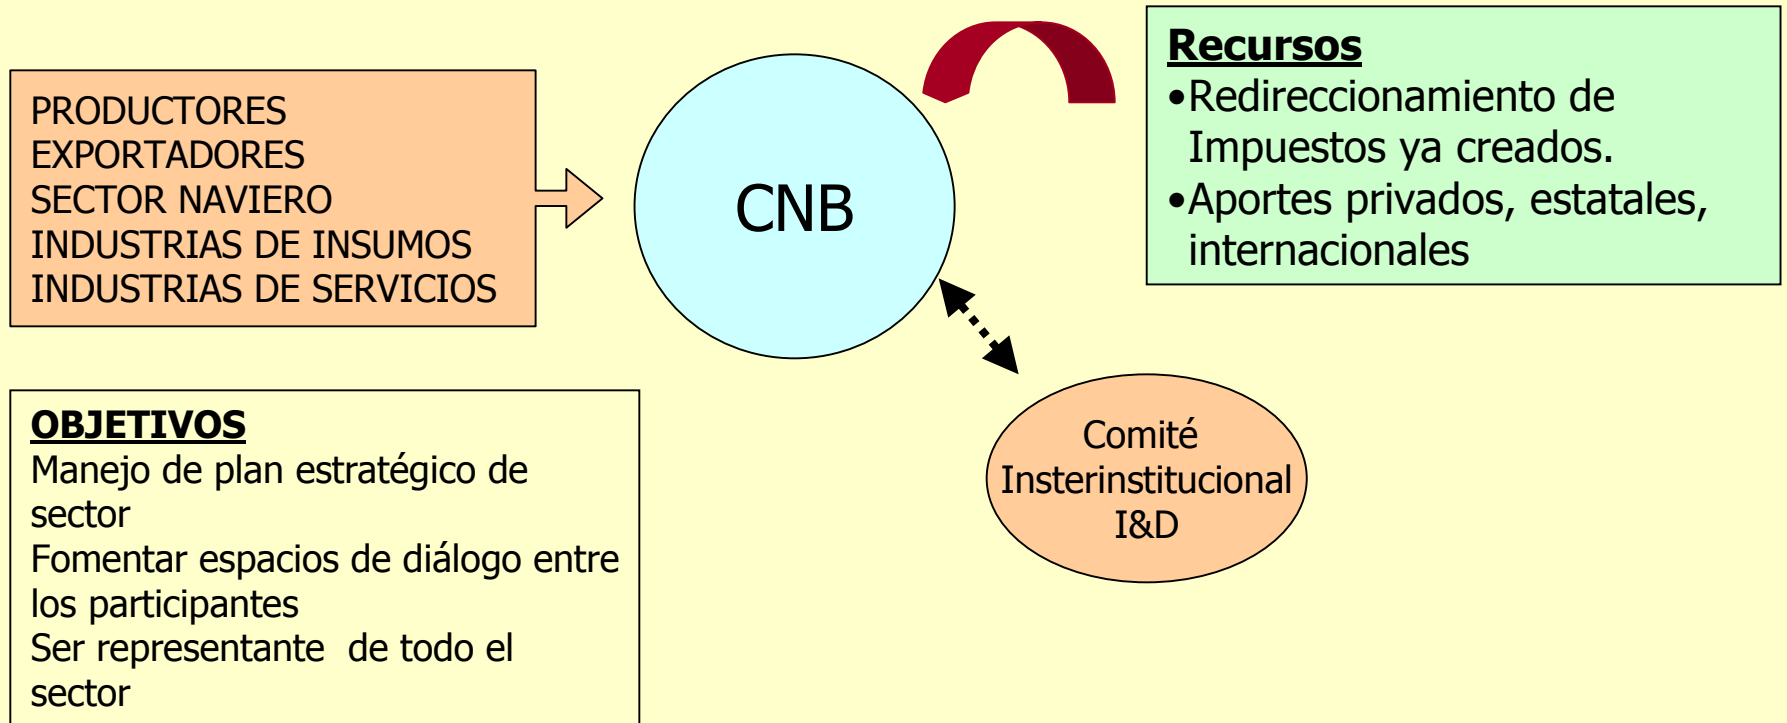 PRODUCTORES
EXPORTADORES
SECTOR NAVIERO
INDUSTRIAS DE INSUMOS
INDUSTRIAS DE SERVICIOS
CNB
Recursos
•Redireccionamiento de
Impuestos ya creados.
•Aportes privados, estatales,
internacionales
OBJETIVOS
Manejo de plan estratégico de
sector
Fomentar espacios de diálogo entre
los participantes
Ser representante de todo el
sector
Comité
Insterinstitucional
I&D